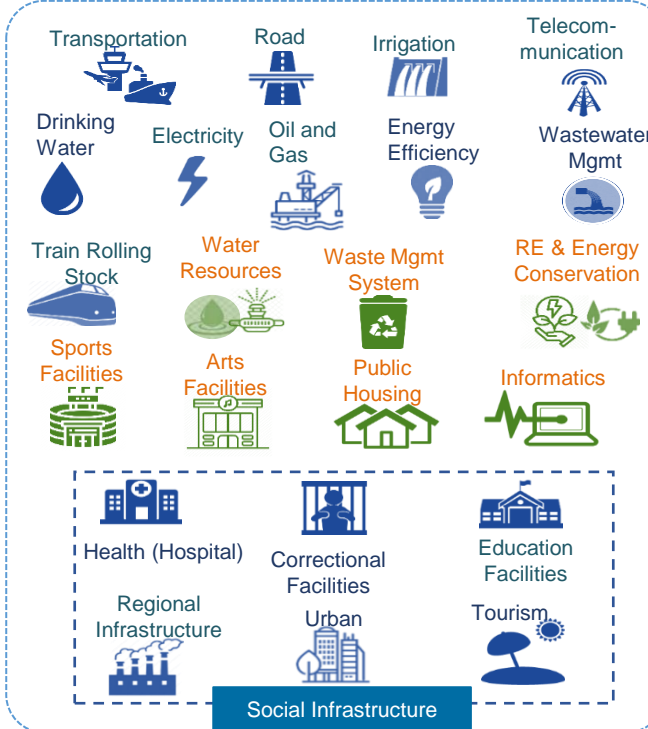 Transportation
Road
Irrigation
Telecom-
munication
Drinking
Water
Electricity
Oil and
Gas
Energy
Efficiency
Wastewater
Mgmt
Train Rolling
Stock
Water
Resources
Waste Mgmt
System
RE & Energy
Conservation
Sports
Facilities
Arts
Facilities
Public
Housing
Informatics
Health (Hospital)
Correctional
Facilities
Education
Facilities
Regional
Infrastructure
Urban
Tourism
Social Infrastructure